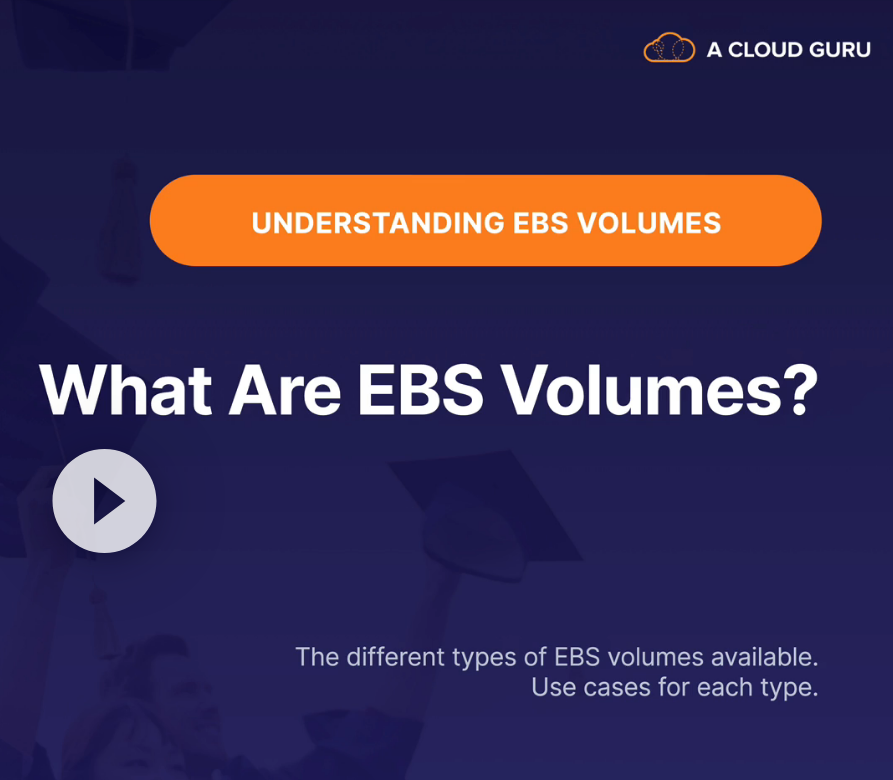 A CLOUD GURU
UNDERSTANDING EBS VOLUMES
What Are EBS Volumes?
The different types of EBS volumes available.
Use cases for each type.